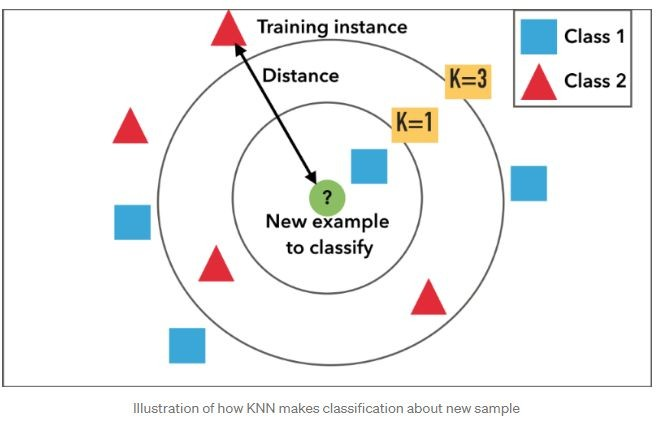 Training instance
Class 1
Distance
K=3
Class 2
K=1
?
New example
to classify
Illustration of how KNN makes classification about new sample